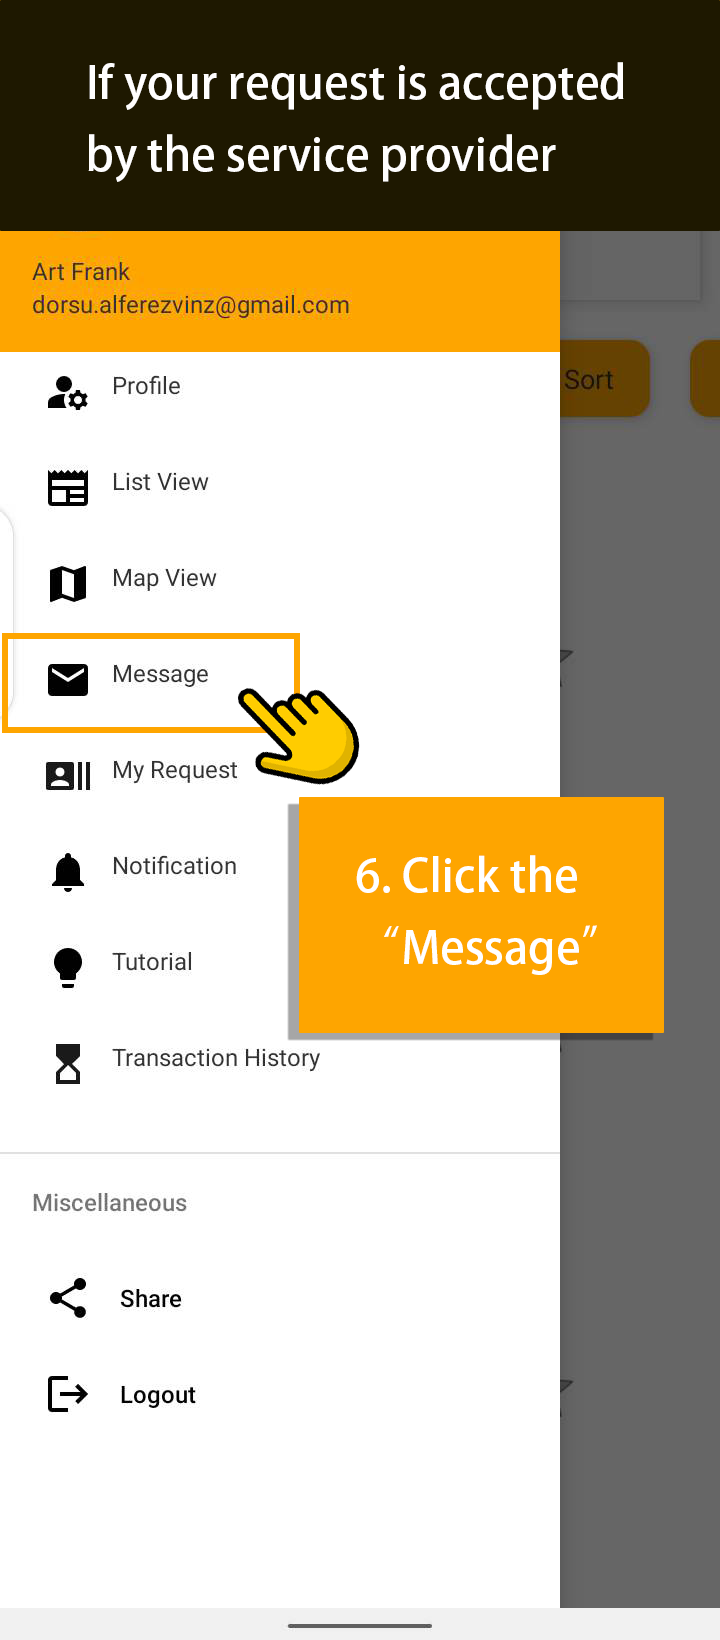 If your request is accepted
by the service provider
Art Frank
dorsu.alferezvinz@gmail.com
Sort
Profile
List View
Map View
Message
My Request
Notification
6. Click the
“Message”
Tutorial
Transaction History
Miscellaneous
Share
Logout